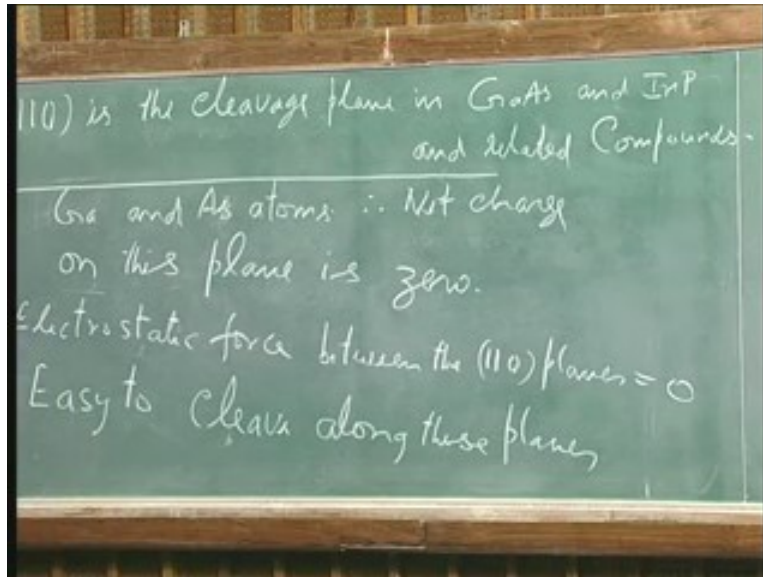 110) is the cleavage plane in GaAs and InP
and related Compounds.
Ga and As atoms ∴ Net charge
on this plane is zero.
Electrostatic force between the (110) planes = 0
Easy to Cleave along these planes